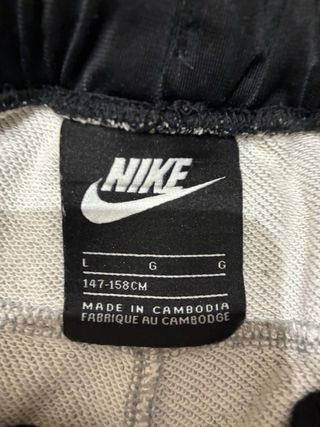 NIKE
L G G
147-158CM
MADE IN CAMBODIA
FABRIQUE AU CAMBODGE